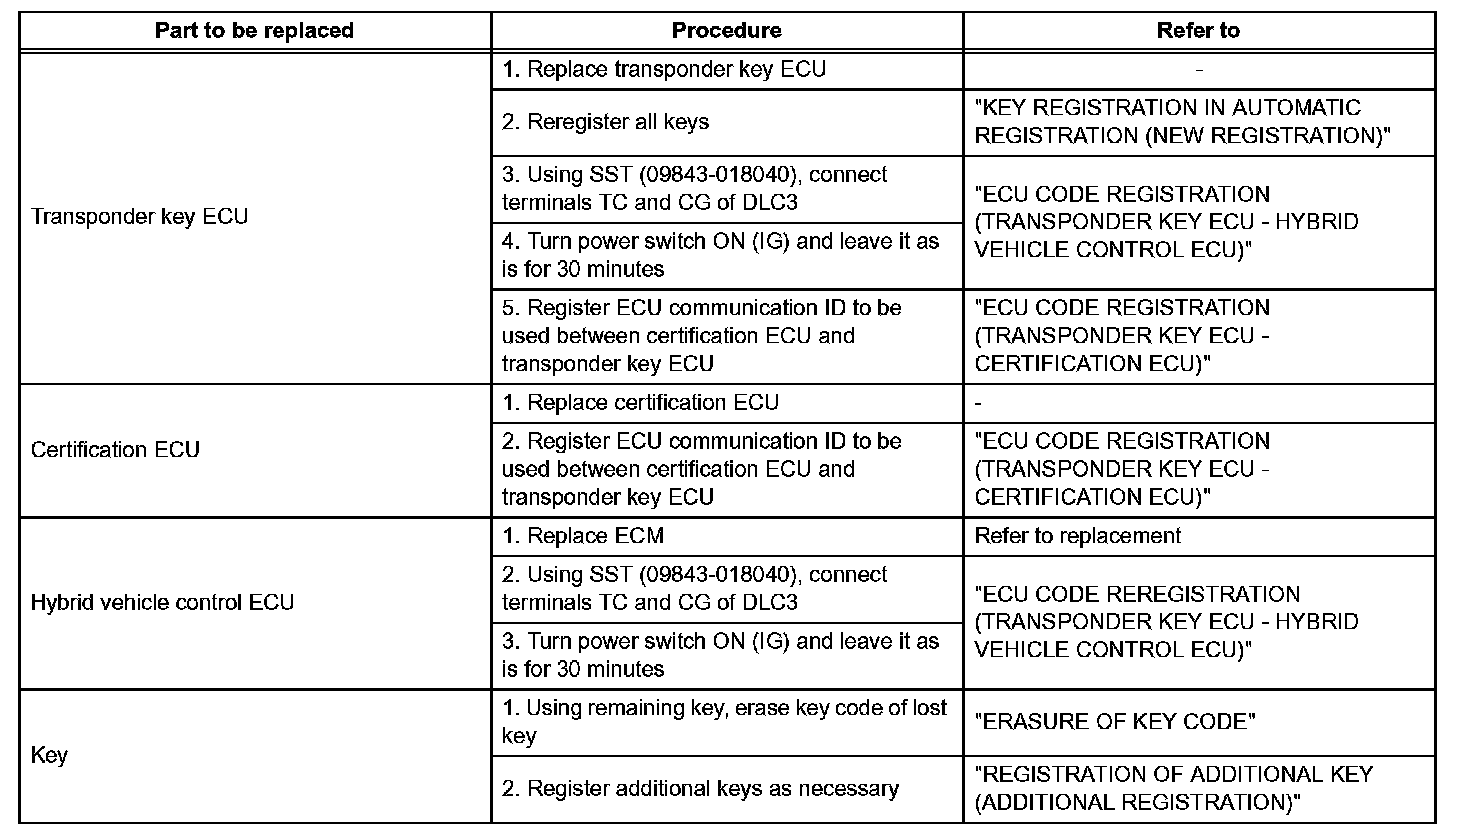 Part to be replaced
Procedure
Refer to
Transponder key ECU
1. Replace transponder key ECU
-
2. Reregister all keys
"KEY REGISTRATION IN AUTOMATIC
REGISTRATION (NEW REGISTRATION)"
3. Using SST (09843-018040), connect
terminals TC and CG of DLC3
"ECU CODE REGISTRATION
(TRANSPONDER KEY ECU - HYBRID
VEHICLE CONTROL ECU)"
4. Turn power switch ON (IG) and leave it as
is for 30 minutes
5. Register ECU communication ID to be
used between certification ECU and
transponder key ECU
"ECU CODE REGISTRATION
(TRANSPONDER KEY ECU -
CERTIFICATION ECU)"
Certification ECU
1. Replace certification ECU
-
2. Register ECU communication ID to be
used between certification ECU and
transponder key ECU
"ECU CODE REGISTRATION
(TRANSPONDER KEY ECU -
CERTIFICATION ECU)"
Hybrid vehicle control ECU
1. Replace ECM
Refer to replacement
2. Using SST (09843-018040), connect
terminals TC and CG of DLC3
"ECU CODE REREGISTRATION
(TRANSPONDER KEY ECU - HYBRID
VEHICLE CONTROL ECU)"
3. Turn power switch ON (IG) and leave it as
is for 30 minutes
Key
1. Using remaining key, erase key code of lost
key
"ERASURE OF KEY CODE"
2. Register additional keys as necessary
"REGISTRATION OF ADDITIONAL KEY
(ADDITIONAL REGISTRATION)"